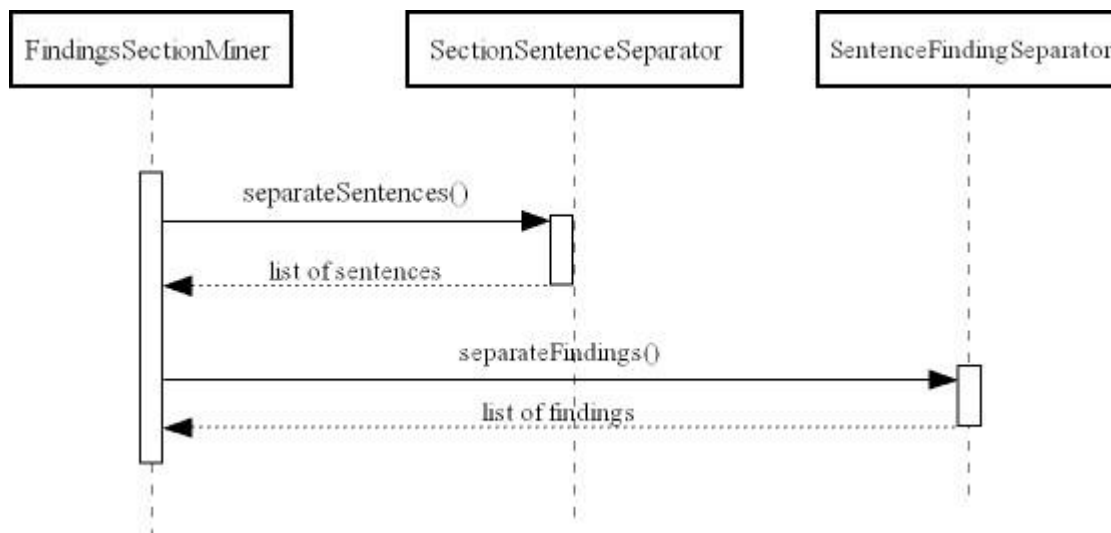 FindingsSectionMiner
SectionSentenceSeparator
SentenceFindingSeparator
separateSentences()
list of sentences
separateFindings()
list of findings